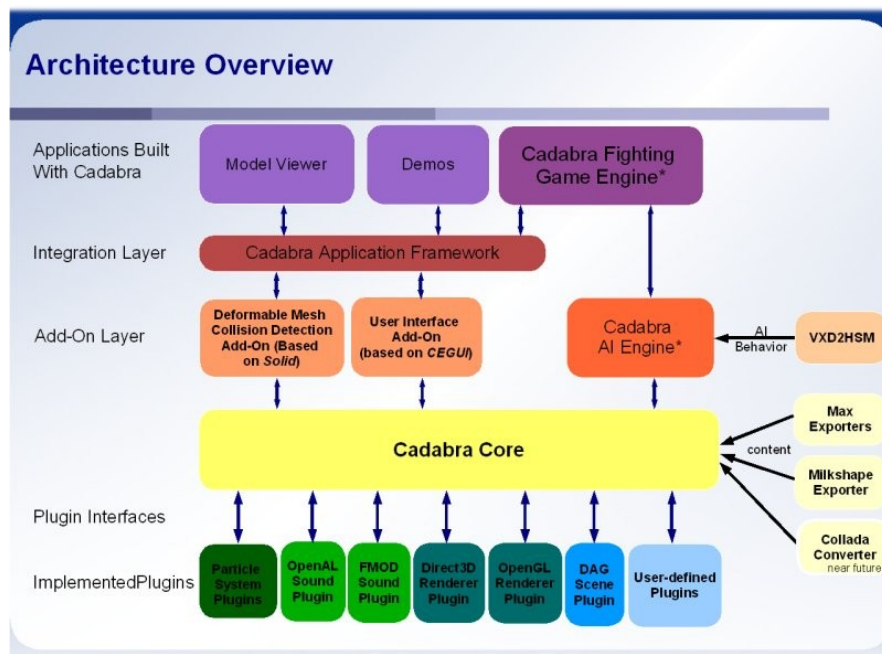 Architecture Overview
Applications Built
With Cadabra
Model Viewer
Demos
Cadabra Fighting
Game Engine*
Integration Layer
Cadabra Application Framework
Add-On Layer
Deformable Mesh
Collision Detection
Add-On (Based
on Solid)
User Interface
Add-On
(based on CEGUI)
Cadabra
AI Engine*
AI
Behavior
VXD2HSM
Cadabra Core
content
Max
Exporters
Milkshape
Exporter
Collada
Converter
near future
Plugin Interfaces
ImplementedPlugins
Particle
System
Plugins
OpenAL
Sound
Plugin
FMOD
Sound
Plugin
Direct3D
Renderer
Plugin
OpenGL
Renderer
Plugin
DAG
Scene
Plugin
User-defined
Plugins